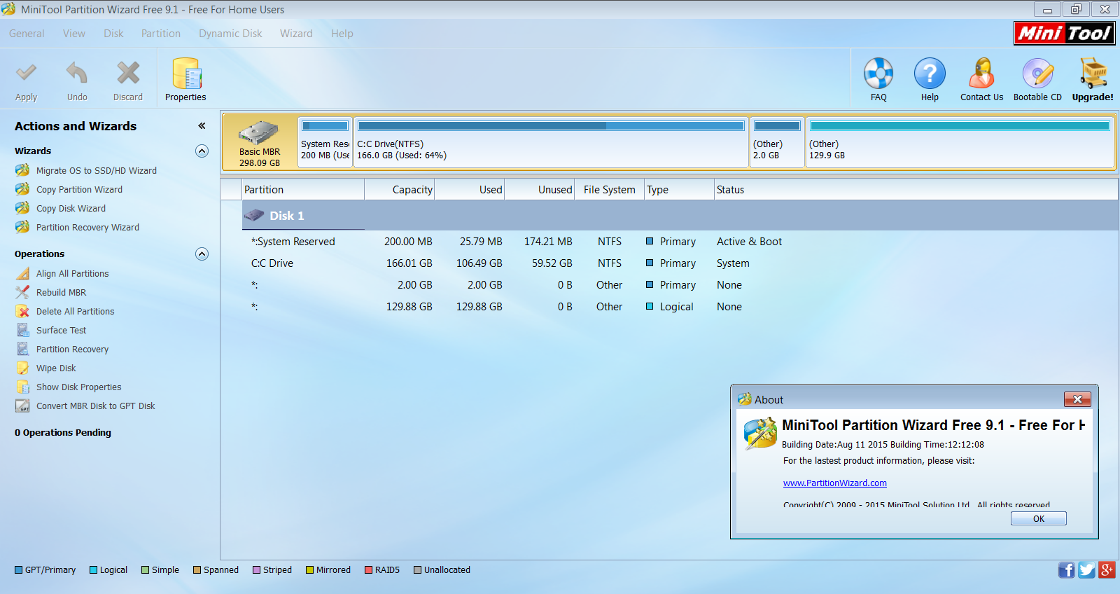 MiniTool Partition Wizard Free 9.1 - Free For Home Users
General View Disk Partition Dynamic Disk Wizard Help
Mini Tool
Apply Undo Discard Properties FAQ Help Contact Us Bootable CD Upgrade!
Actions and Wizards «
Wizards
Migrate OS to SSD/HD Wizard
Copy Partition Wizard
Copy Disk Wizard
Partition Recovery Wizard
Operations
Align All Partitions
Rebuild MBR
Delete All Partitions
Surface Test
Partition Recovery
Wipe Disk
Show Disk Properties
Convert MBR Disk to GPT Disk
0 Operations Pending
Basic MBR
298.09 GB
System Res
200 MB (Use
C:C Drive(NTFS)
166.0 GB (Used: 64%)
(Other)
2.0 GB
(Other)
129.9 GB
Partition Capacity Used Unused File System Type Status
Disk 1
*:System Reserved 200.00 MB 25.79 MB 174.21 MB NTFS Primary Active & Boot
C:C Drive 166.01 GB 106.49 GB 59.52 GB NTFS Primary System
*: 2.00 GB 2.00 GB 0 B Other Primary None
*: 129.88 GB 129.88 GB 0 B Other Logical None
About
MiniTool Partition Wizard Free 9.1 - Free For H
Building Date:Aug 11 2015 Building Time:12:12:08
For the lastest product information, please visit:
www.PartitionWizard.com
Copyright(C) 2009 - 2015 MiniTool Solution Ltd. All rights reserved
OK
GPT/Primary Logical Simple Spanned Striped Mirrored RAID5 Unallocated